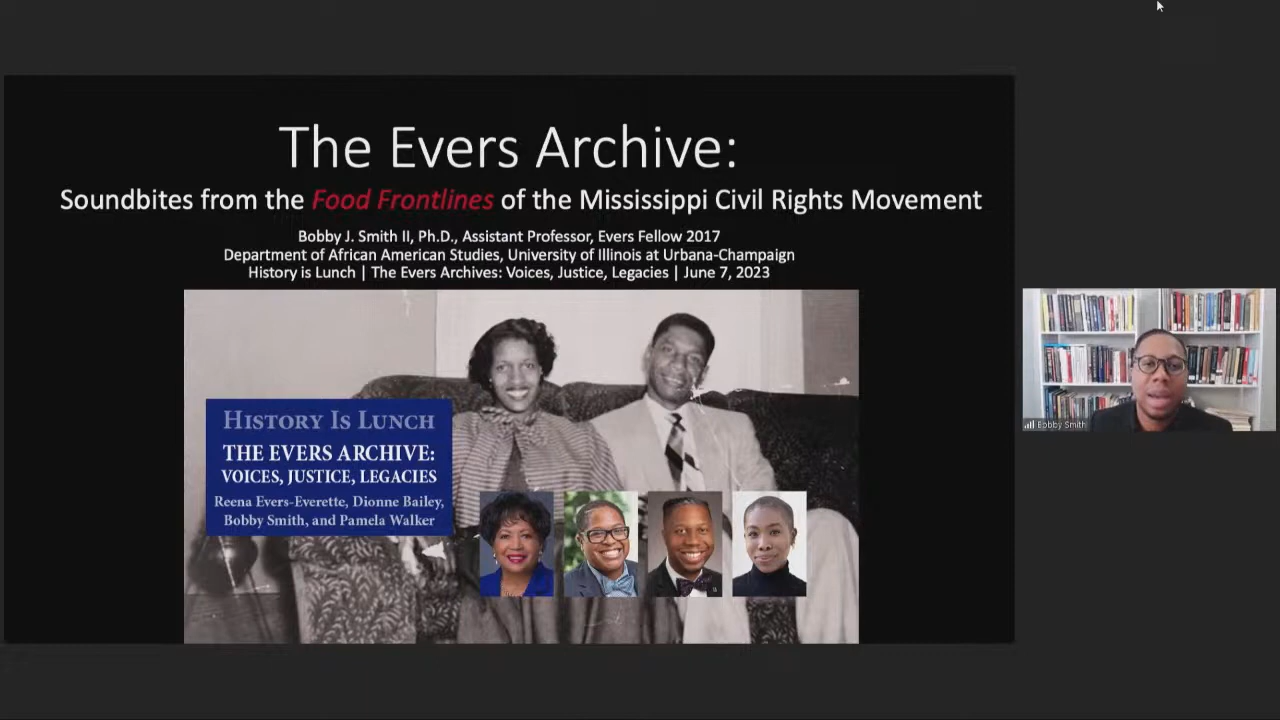 The Evers Archive:
Soundbites from the Food Frontlines of the Mississippi Civil Rights Movement
Bobby J. Smith II, Ph.D., Assistant Professor, Evers Fellow 2017
Department of African American Studies, University of Illinois at Urbana-Champaign
History is Lunch | The Evers Archives: Voices, Justice, Legacies | June 7, 2023
HISTORY IS LUNCH
THE EVERS ARCHIVE:
VOICES, JUSTICE, LEGACIES
Reena Evers-Everette, Dionne Bailey,
Bobby Smith, and Pamela Walker
Bobby Smith